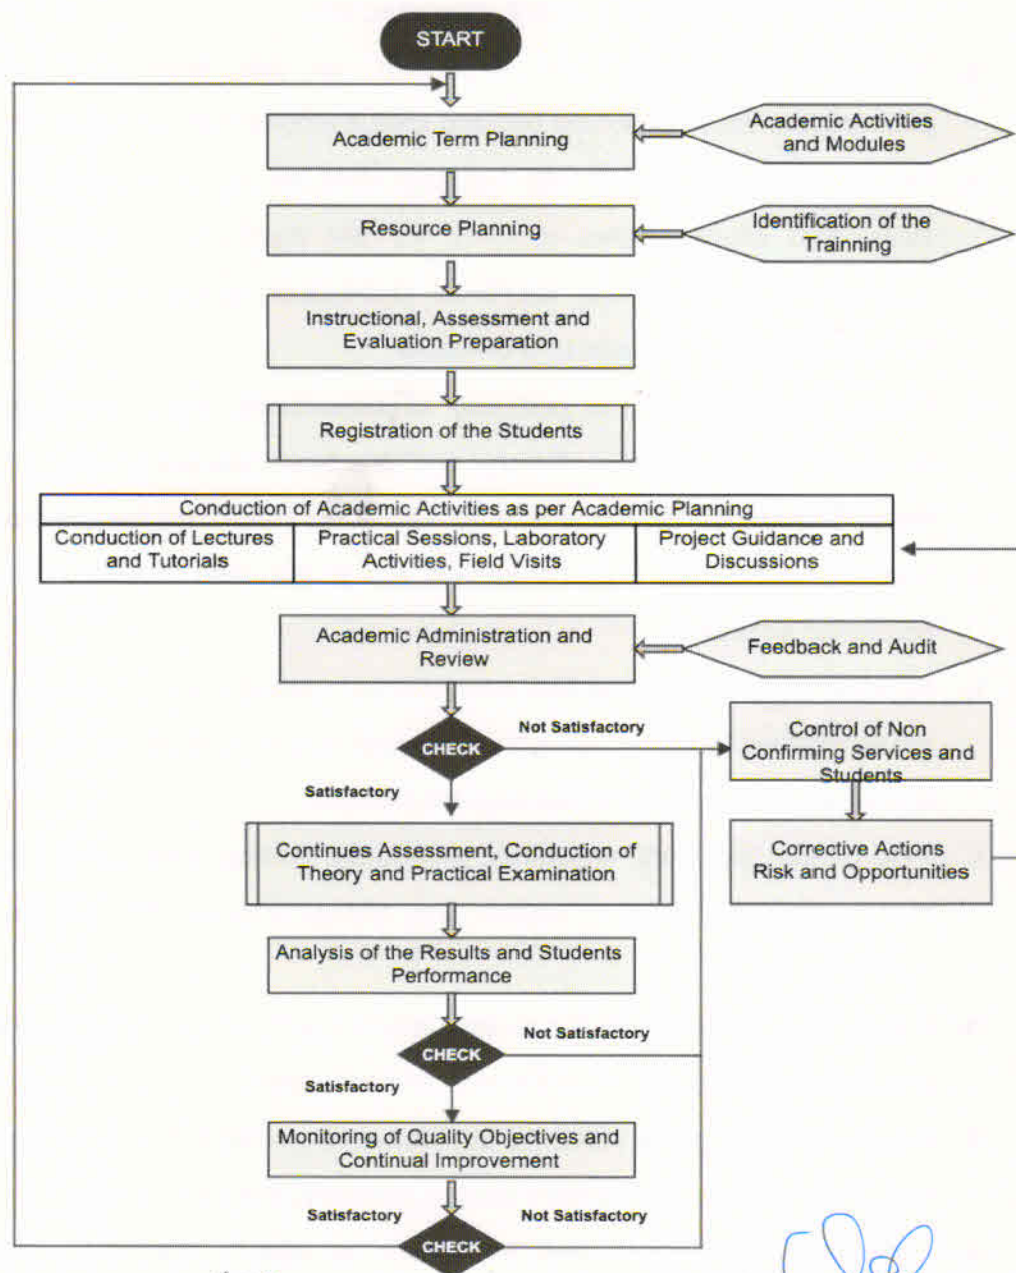 START
Academic Term Planning
Academic Activities
and Modules
Resource Planning
Identification of the
Trainning
Instructional, Assessment and
Evaluation Preparation
Registration of the Students
Conduction of Academic Activities as per Academic Planning
Conduction of Lectures
and Tutorials
Practical Sessions, Laboratory
Activities, Field Visits
Project Guidance and
Discussions
Academic Administration and
Review
Feedback and Audit
CHECK
Not Satisfactory
Satisfactory
Control of Non
Confirming Services and
Students
Corrective Actions
Risk and Opportunities
Continues Assessment, Conduction of
Theory and Practical Examination
Analysis of the Results and Students
Performance
CHECK
Not Satisfactory
Satisfactory
Monitoring of Quality Objectives and
Continual Improvement
Satisfactory
Not Satisfactory
CHECK